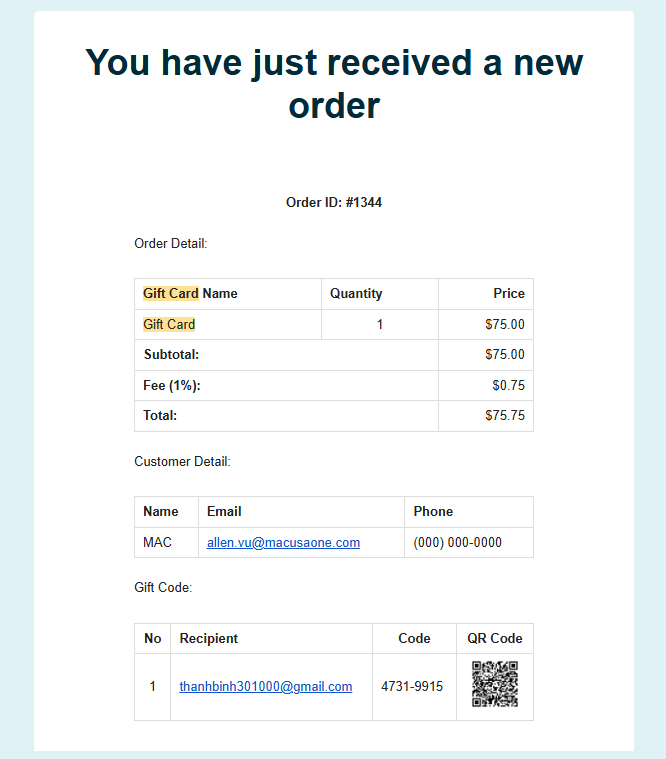 You have just received a new
order
Order ID: #1344
Order Detail:
Gift Card Name Quantity Price
Gift Card 1 $75.00
Subtotal: $75.00
Fee (1%): $0.75
Total: $75.75
Customer Detail:
Name Email Phone
MAC allen.vu@macusaone.com (000) 000-0000
Gift Code:
No Recipient Code QR Code
1 thanhbinh301000@gmail.com 4731-9915